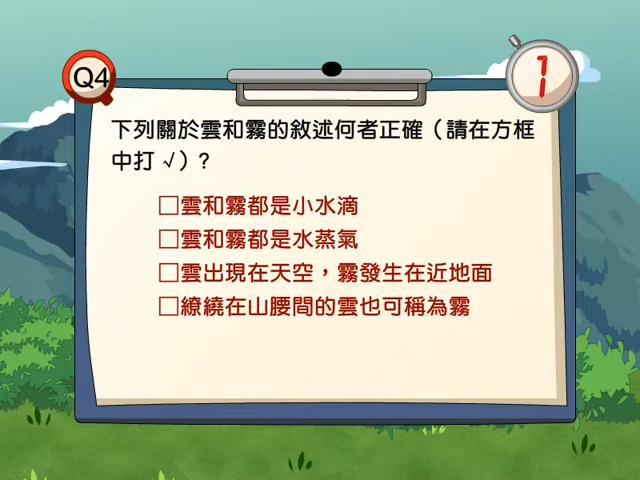 Q4
1
下列關於雲和霧的敘述何者正確（請在方框
中打 √）?
□雲和霧都是小水滴
□雲和霧都是水蒸氣
□雲出現在天空，霧發生在近地面
□繚繞在山腰間的雲也可稱為霧